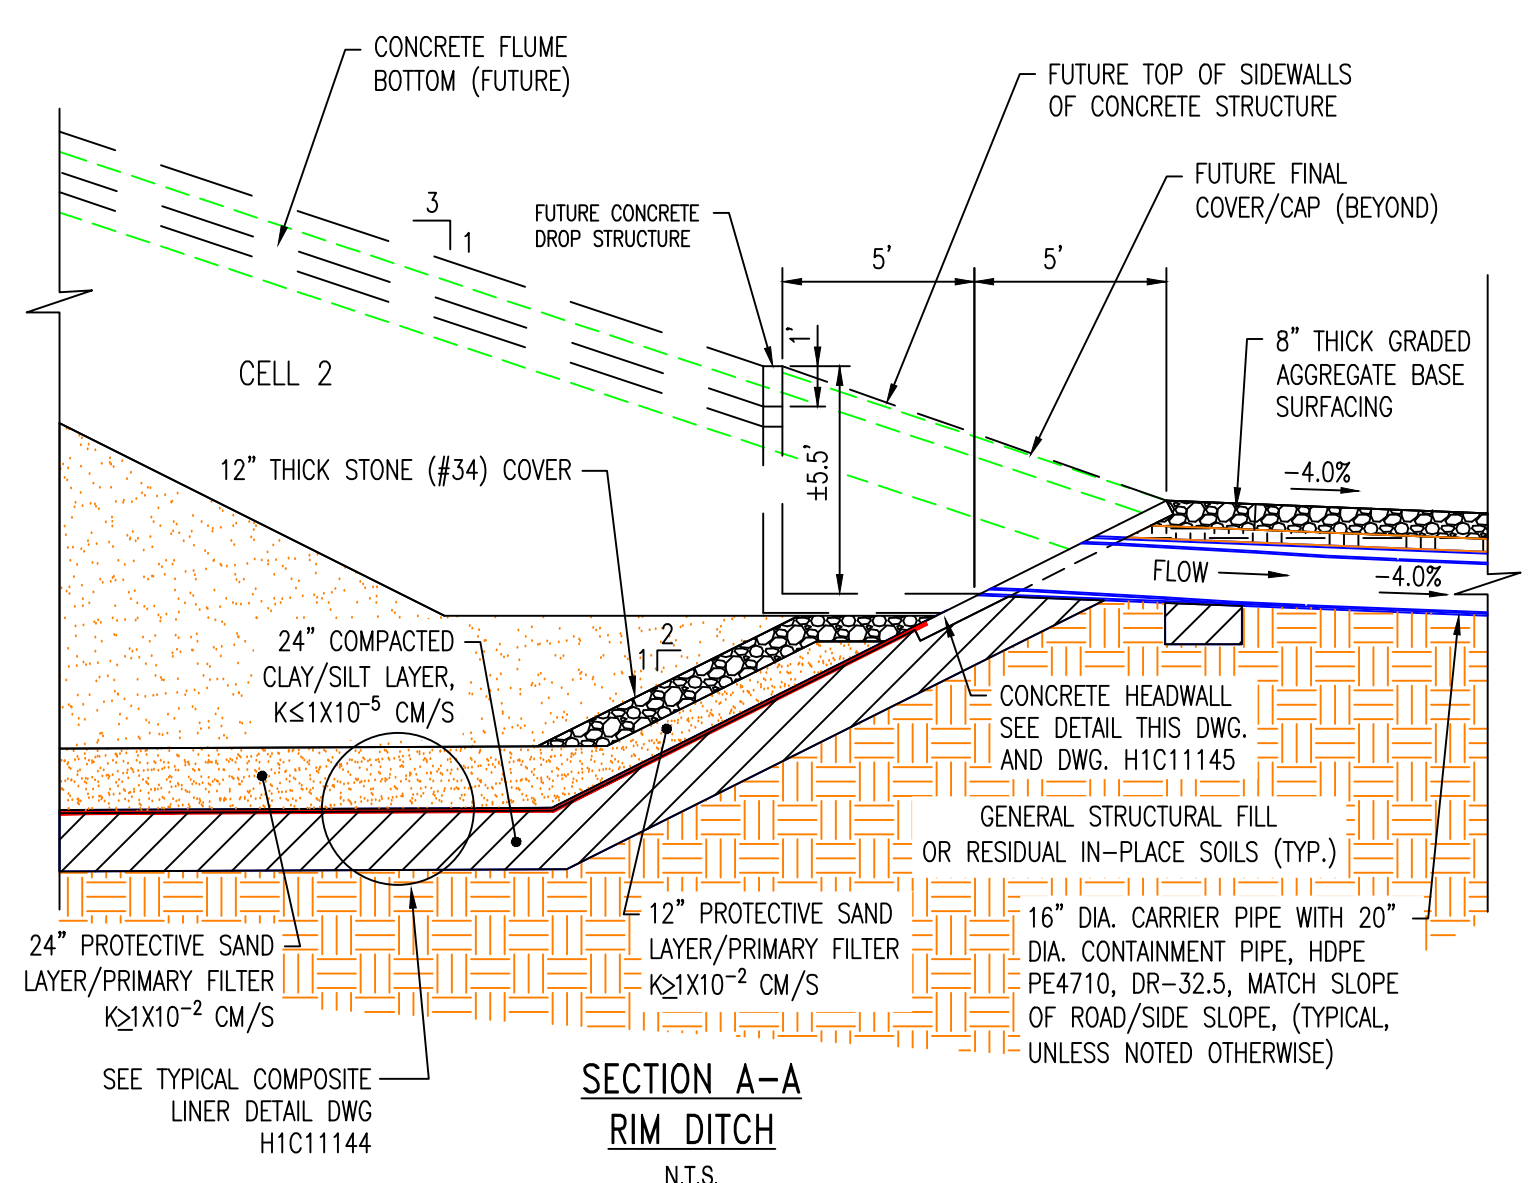 CONCRETE FLUME
BOTTOM (FUTURE)
FUTURE TOP OF SIDEWALLS
OF CONCRETE STRUCTURE
FUTURE FINAL
COVER/CAP (BEYOND)
3
1
FUTURE CONCRETE
DROP STRUCTURE
5'
5'
1'
±5.5'
8" THICK GRADED
AGGREGATE BASE
SURFACING
CELL 2
12" THICK STONE (#34) COVER
-4.0%
FLOW
-4.0%
24" COMPACTED
CLAY/SILT LAYER,
K≤1X10⁻⁵ CM/S
2
1
CONCRETE HEADWALL
SEE DETAIL THIS DWG.
AND DWG. H1C11145
GENERAL STRUCTURAL FILL
OR RESIDUAL IN-PLACE SOILS (TYP.)
24" PROTECTIVE SAND
LAYER/PRIMARY FILTER
K≥1X10⁻² CM/S
12" PROTECTIVE SAND
LAYER/PRIMARY FILTER
K≥1X10⁻² CM/S
16" DIA. CARRIER PIPE WITH 20"
DIA. CONTAINMENT PIPE, HDPE
PE4710, DR-32.5, MATCH SLOPE
OF ROAD/SIDE SLOPE, (TYPICAL,
UNLESS NOTED OTHERWISE)
SEE TYPICAL COMPOSITE
LINER DETAIL DWG
H1C11144
SECTION A-A
RIM DITCH
N.T.S.